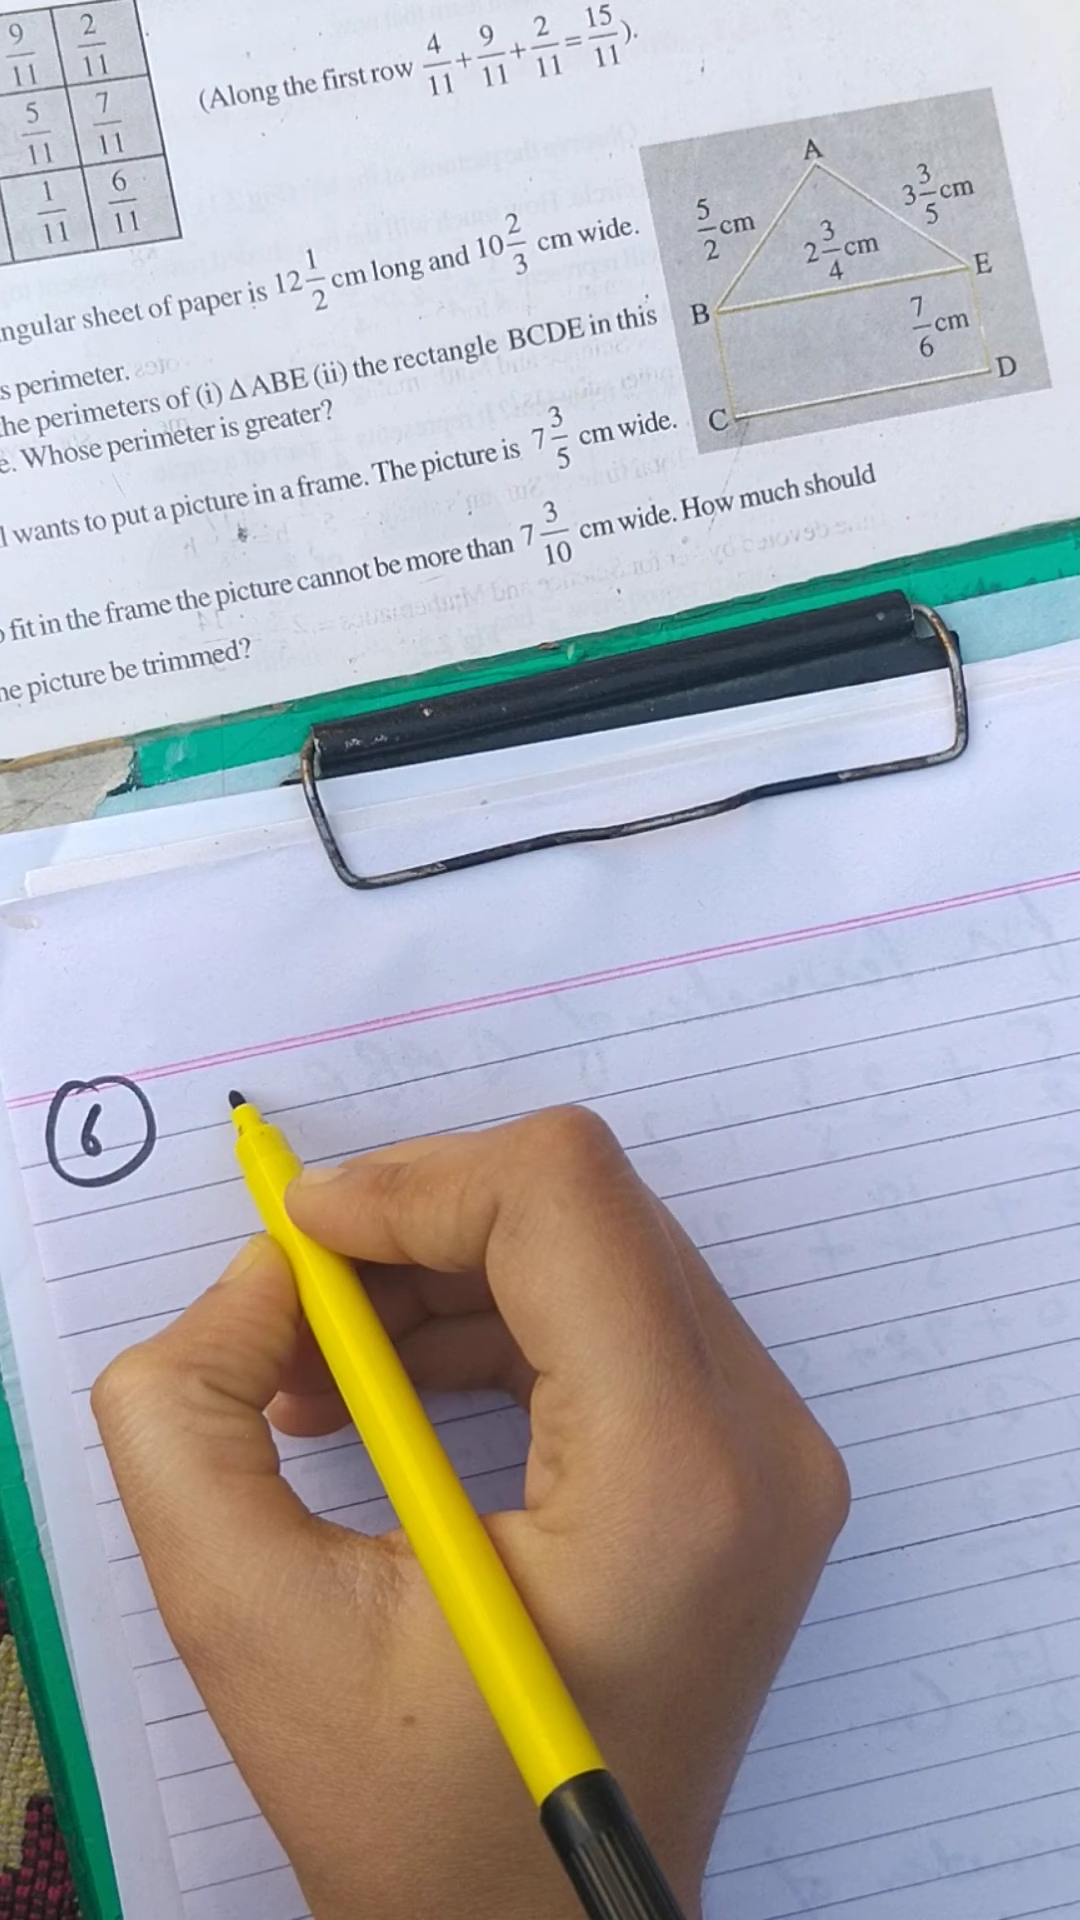 9/11 2/11
5/11 7/11
1/11 6/11
(Along the first row 4/11 + 9/11 + 2/11 = 15/11).
sheet of paper is 12 1/2 cm long and 10 2/3 cm wide.
perimeter.
perimeters of (i) ΔABE (ii) the rectangle BCDE in this
Whose perimeter is greater?
wants to put a picture in a frame. The picture is 7 3/5 cm wide.
fit in the frame the picture cannot be more than 7 3/10 cm wide. How much should
picture be trimmed?
A
5/2 cm
3 3/5 cm
2 3/4 cm
B
E
7/6 cm
C
D
6